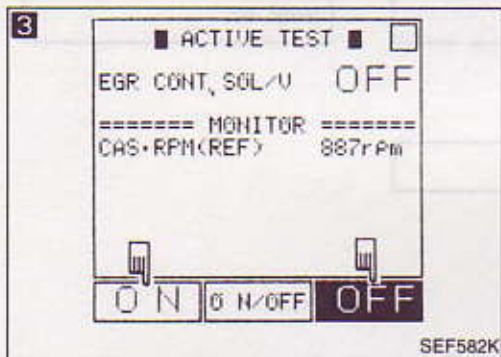 3
■ ACTIVE TEST ■
EGR CONT SOL/V OFF
======= MONITOR =======
CAS•RPM(REF) 887rpm
ON ON/OFF OFF
SEF582K